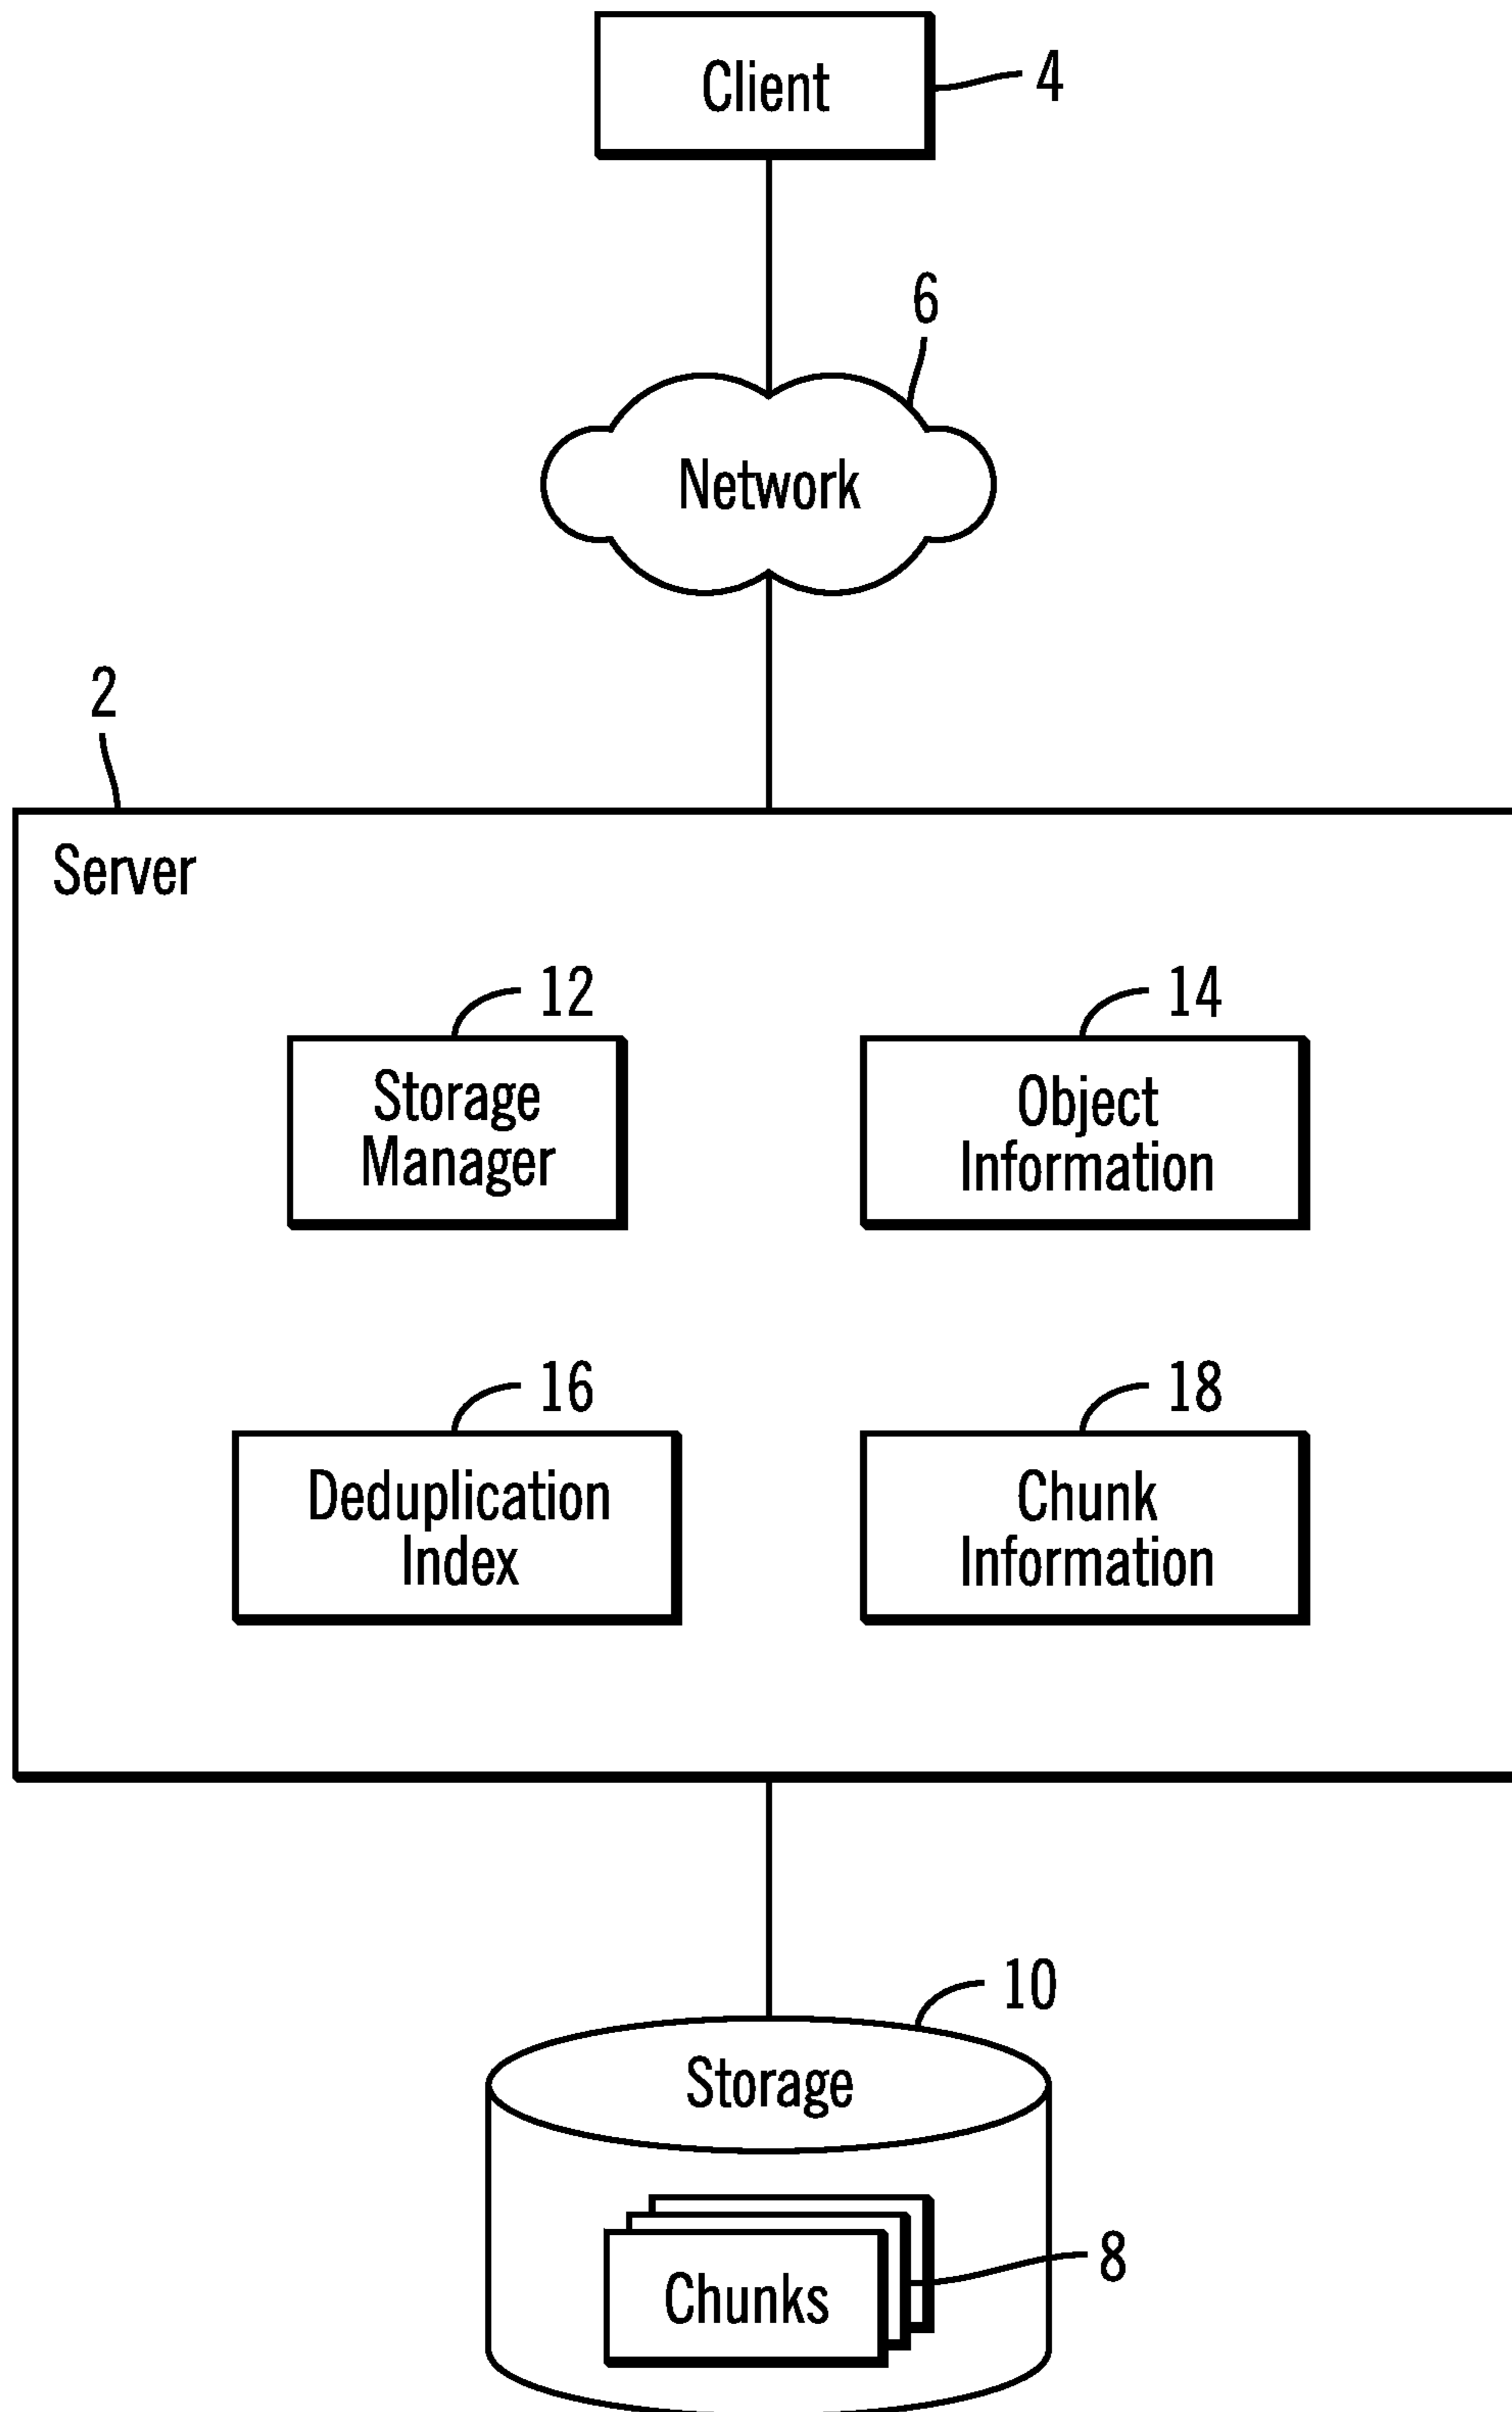 Client
4
6
Network
2
Server
12
14
Storage
Manager
Object
Information
16
18
Deduplication
Index
Chunk
Information
10
Storage
8
Chunks